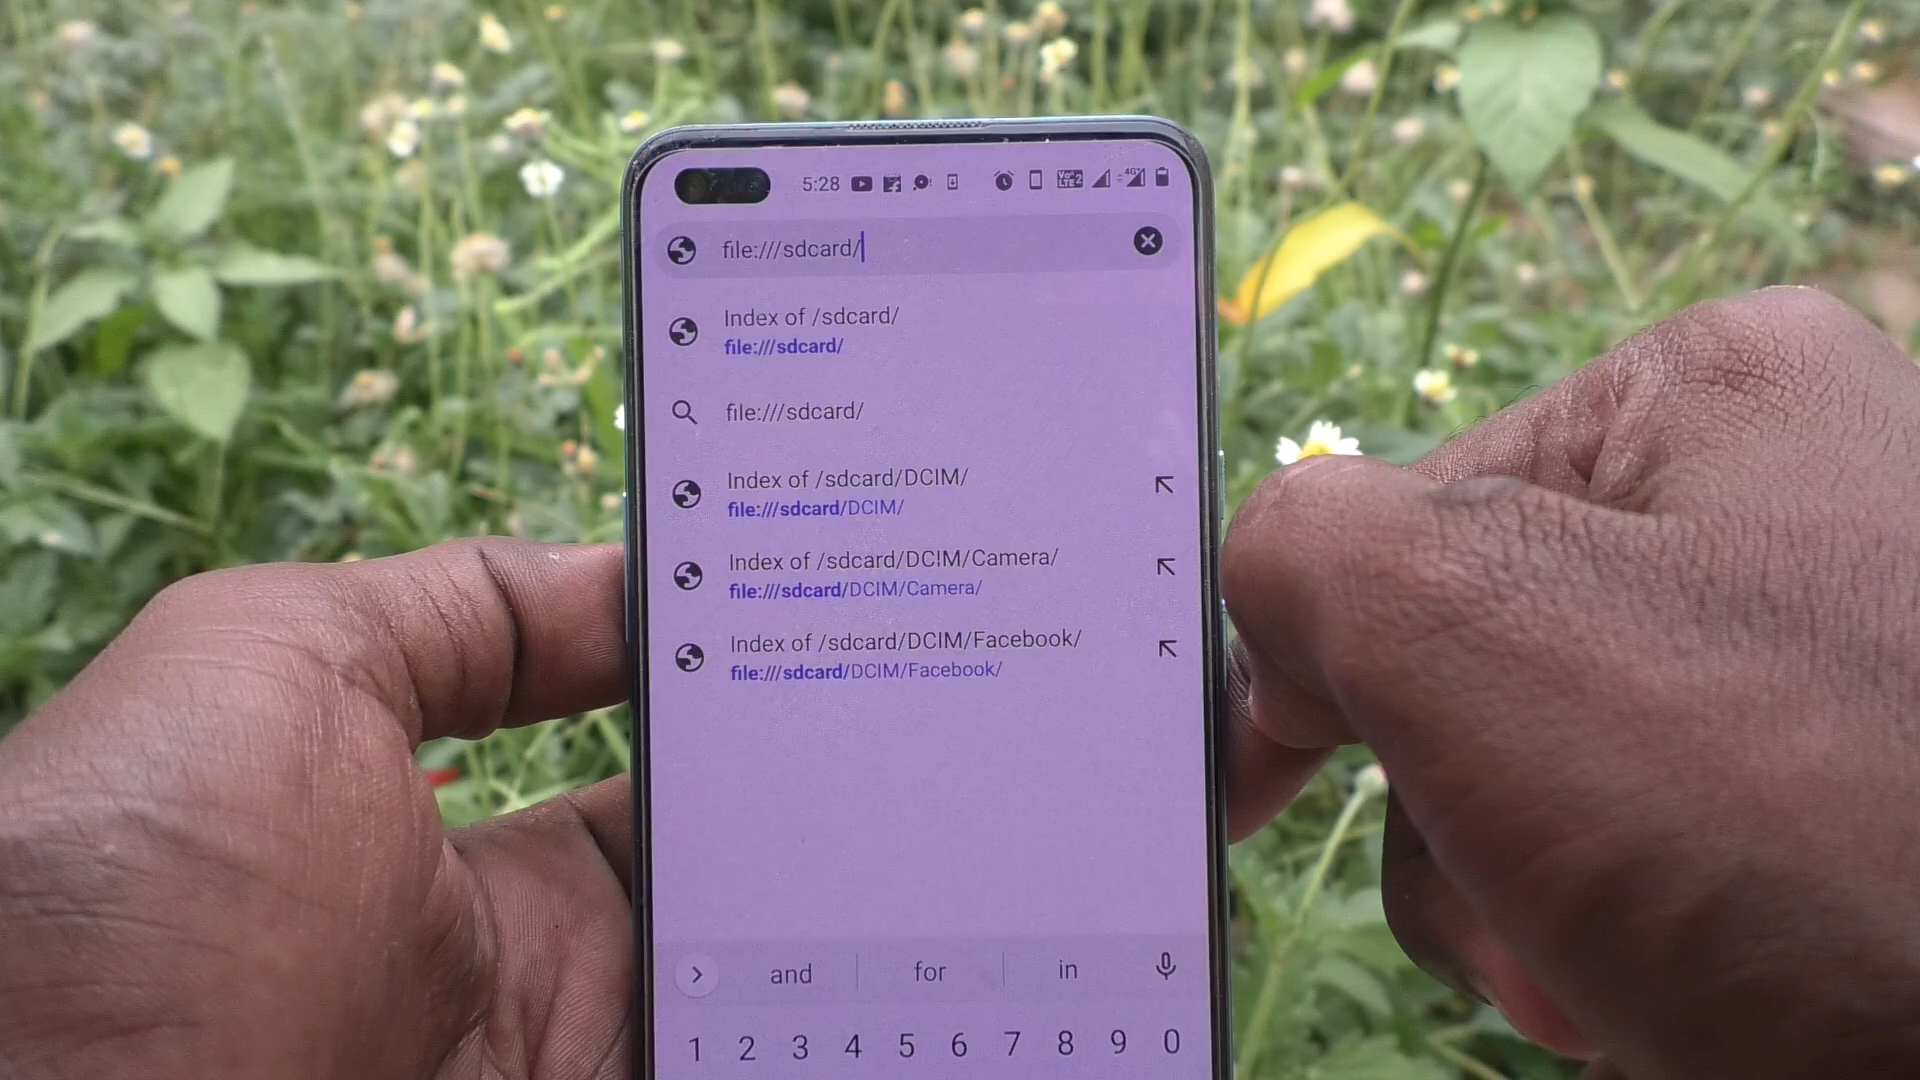 5:28 VoLTE2 4G
file:///sdcard/
Index of /sdcard/
file:///sdcard/
file:///sdcard/
Index of /sdcard/DCIM/
file:///sdcard/DCIM/
Index of /sdcard/DCIM/Camera/
file:///sdcard/DCIM/Camera/
Index of /sdcard/DCIM/Facebook/
file:///sdcard/DCIM/Facebook/
and for in
1 2 3 4 5 6 7 8 9 0